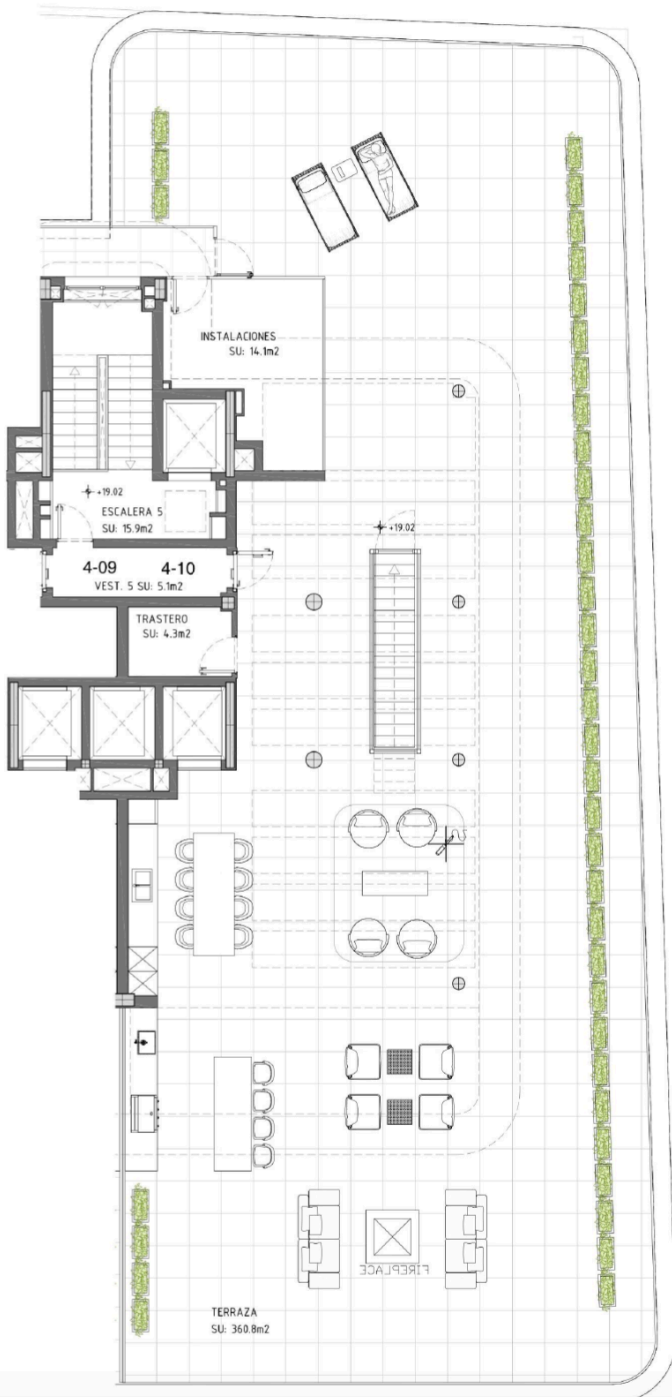 INSTALACIONES
SU: 14.1m2
+19.02
ESCALERA 5
SU: 15.9m2
+19.02
4-09 4-10
VEST. 5 SU: 5.1m2
TRASTERO
SU: 4.3m2
FIREPLACE
TERRAZA
SU: 360.8m2